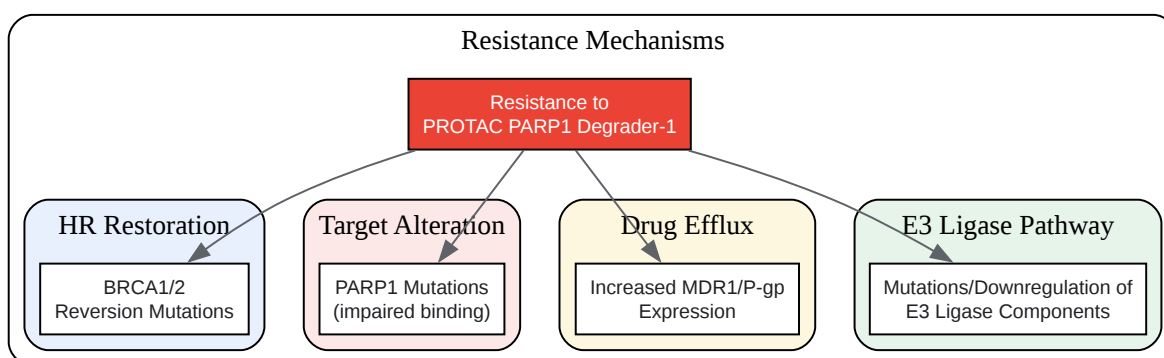 Resistance Mechanisms
Resistance to
PROTAC PARP1 Degrader-1
HR Restoration
BRCA1/2
Reversion Mutations
Target Alteration
PARP1 Mutations
(impaired binding)
Drug Efflux
Increased MDR1/P-gp
Expression
E3 Ligase Pathway
Mutations/Downregulation of
E3 Ligase Components